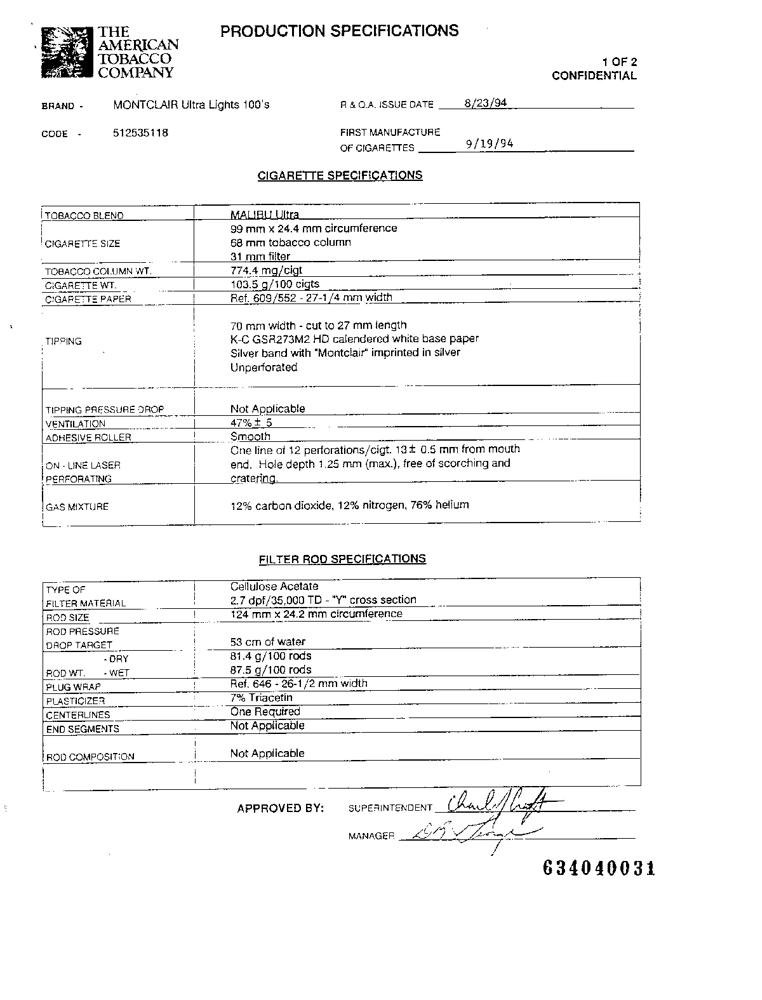 THE
AMERICAN
TOBACCO
COMPANY
PRODUCTION SPECIFICATIONS
1 OF 2
CONFIDENTIAL
BRAND - MONTCLAIR Ultra Lights 100's R & Q.A. ISSUE DATE 8/23/94
CODE - 512535118 FIRST MANUFACTURE
OF CIGARETTES 9/19/94
CIGARETTE SPECIFICATIONS
TOBACCO BLEND MALIBU Ultra
99 mm x 24.4 mm circumference
CIGARETTE SIZE 68 mm tobacco column
31 mm filter
TOBACCO COLUMN WT. 774.4 mg/cigt
CIGARETTE WT. 103.5 g/100 cigts
CIGARETTE PAPER Ref. 609/552 - 27-1/4 mm width
70 mm width - cut to 27 mm length
TIPPING K-C GSR273M2 HD calendered white base paper
Silver band with "Montclair" imprinted in silver
Unperforated
TIPPING PRESSURE DROP Not Applicable
VENTILATION 47% ± 5
ADHESIVE ROLLER Smooth
One line of 12 perforations/cigt. 13± 0.5 mm from mouth
ON - LINE LASER end. Hole depth 1.25 mm (max.), free of scorching and
PERFORATING cratering.
GAS MIXTURE 12% carbon dioxide, 12% nitrogen, 76% helium
FILTER ROD SPECIFICATIONS
TYPE OF Cellulose Acetate
FILTER MATERIAL 2.7 dpf/35,000 TD - "Y" cross section
ROD SIZE 124 mm x 24.2 mm circumference
ROD PRESSURE
DROP TARGET 53 cm of water
- DRY 81.4 g/100 rods
ROD WT. - WET 87.5 g/100 rods
PLUG WRAP Ref. 646 - 26-1/2 mm width
PLASTICIZER 7% Triacetin
CENTERLINES One Required
END SEGMENTS Not Applicable
ROD COMPOSITION Not Applicable
APPROVED BY: SUPERINTENDENT
MANAGER
634040031